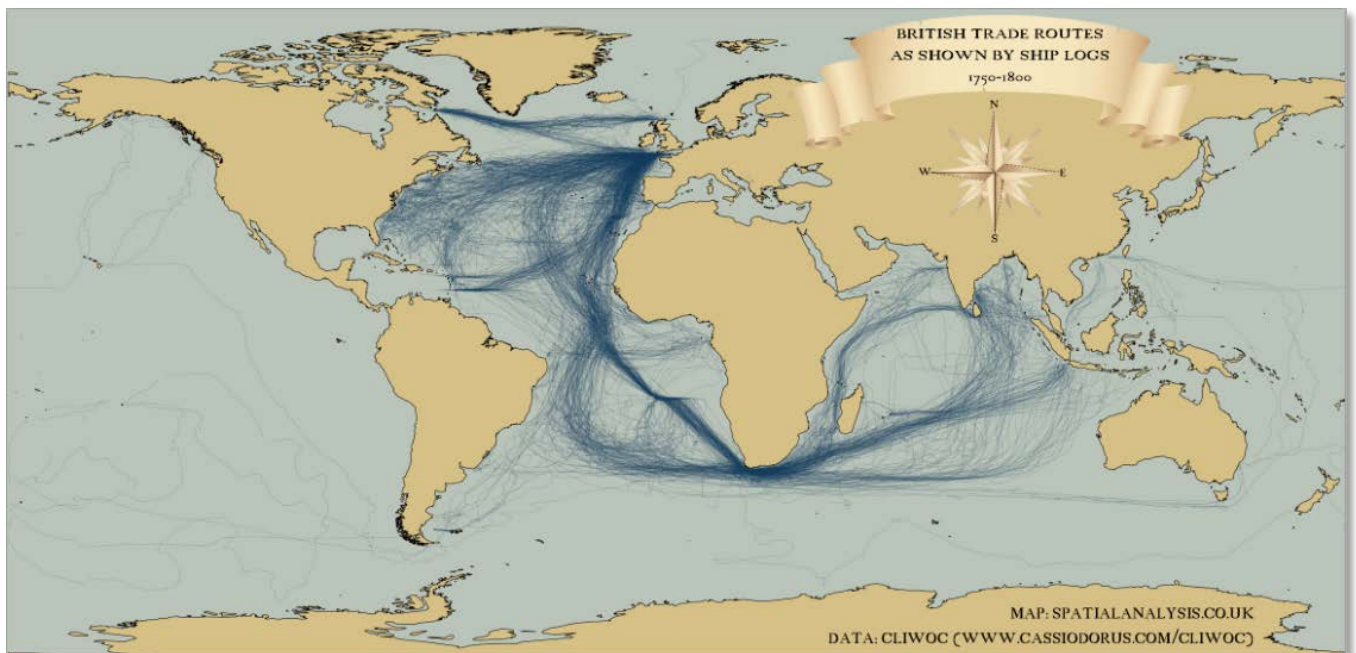 BRITISH TRADE ROUTES
AS SHOWN BY SHIP LOGS
1750-1800
N
W
E
S
MAP: SPATIALANALYSIS.CO.UK
DATA: CLIWOC (WWW.CASSIODORUS.COM/CLIWOC)